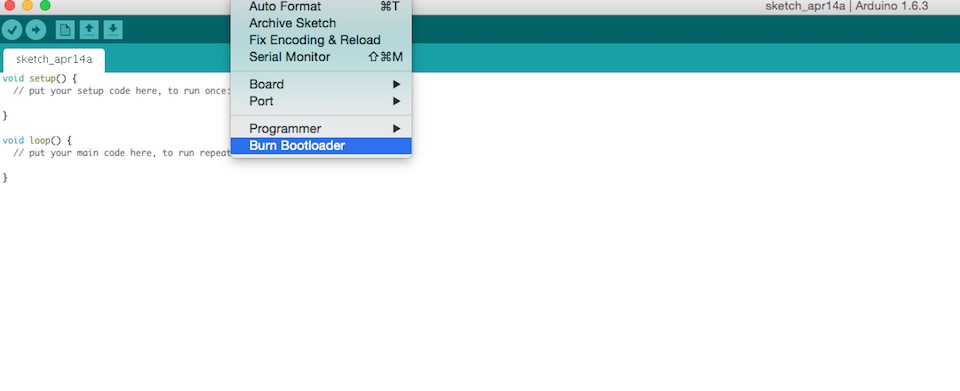 sketch_apr14a | Arduino 1.6.3
Auto Format ⌘T
Archive Sketch
Fix Encoding & Reload
Serial Monitor ⇧⌘M
Board
Port
Programmer
Burn Bootloader
sketch_apr14a
void setup() {
// put your setup code here, to run once:
}
void loop() {
// put your main code here, to run repeat
}